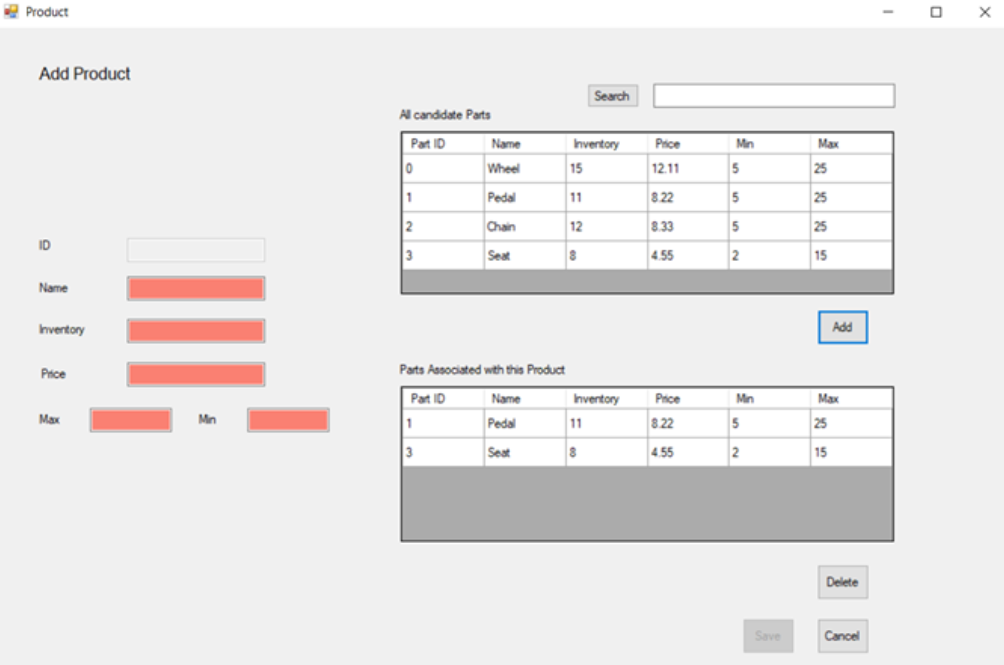 Product
Add Product
Search
All candidate Parts
Part ID Name Inventory Price Min Max
0 Wheel 15 12.11 5 25
1 Pedal 11 8.22 5 25
2 Chain 12 8.33 5 25
3 Seat 8 4.55 2 15
ID
Name
Inventory
Price
Max Min
Add
Parts Associated with this Product
Part ID Name Inventory Price Min Max
1 Pedal 11 8.22 5 25
3 Seat 8 4.55 2 15
Delete
Save Cancel